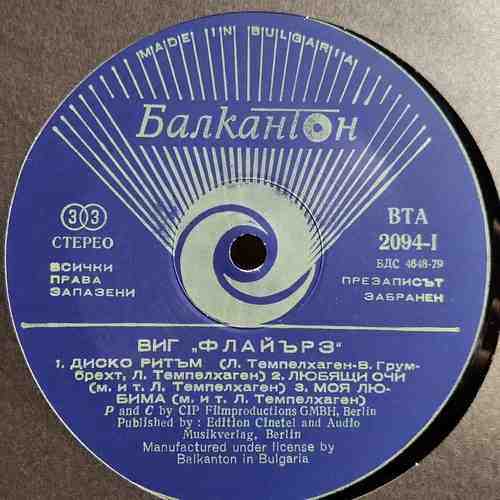 MADE IN BULGARIA
Балкантон
33
СТЕРЕО
ВСИЧКИ
ПРАВА
ЗАПАЗЕНИ
ВТА
2094-I
БДС 4648-79
ПРЕЗАПИСЪТ
ЗАБРАНЕН
ВИГ „ФЛАЙЪРЗ“
1. ДИСКО РИТЪМ (Л. Темпелхаген-В. Грум-
брехт, Л. Темпелхаген) 2. ЛЮБЯЩИ ОЧИ
(м. и т. Л. Темпелхаген) 3. МОЯ ЛЮ-
БИМА (м. и т. Л. Темпелхаген)
P and C by CIP Filmproductions GMBH, Berlin
Published by : Edition Cinetel and Audio
Musikverlag, Berlin
Manufactured under license by
Balkanton in Bulgaria